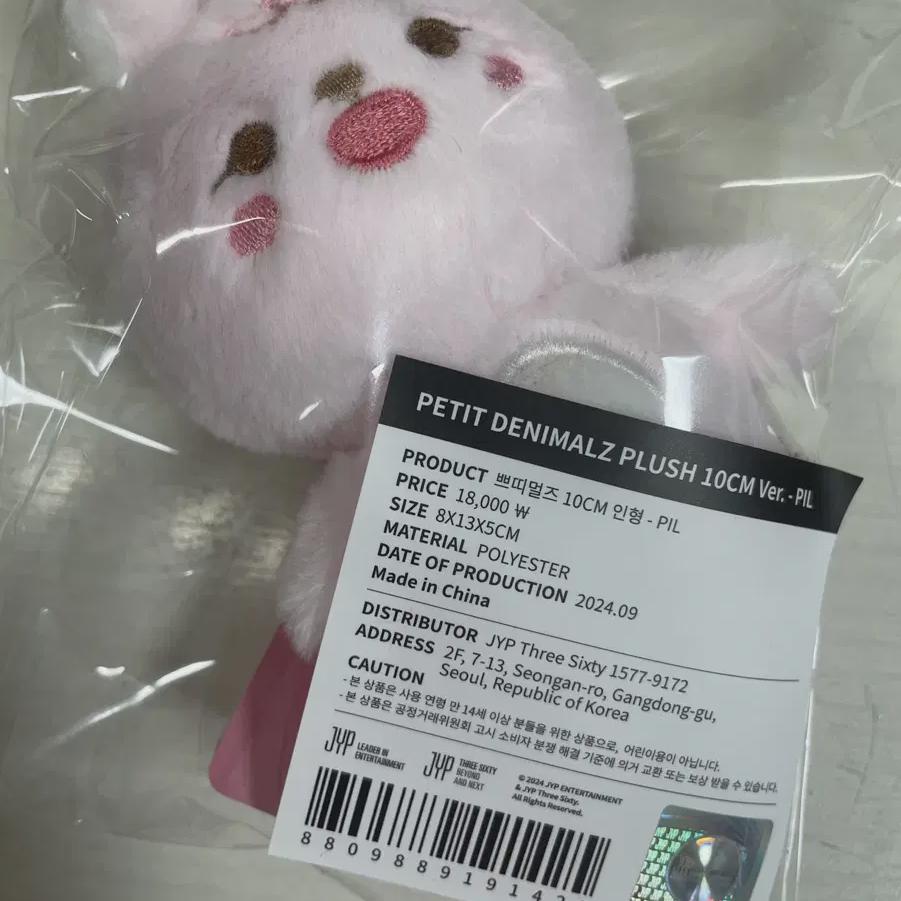 PETIT DENIMALZ PLUSH 10CM Ver. - PIL
PRODUCT 쁘띠멀즈 10CM 인형 - PIL
PRICE 18,000 ₩
SIZE 8X13X5CM
MATERIAL POLYESTER
DATE OF PRODUCTION 2024.09
Made in China
DISTRIBUTOR JYP Three Sixty 1577-9172
ADDRESS 2F, 7-13, Seongan-ro, Gangdong-gu,
Seoul, Republic of Korea
CAUTION
- 본 상품은 사용 연령 만 14세 이상 분들을 위한 상품으로, 어린이용이 아닙니다.
- 본 상품은 공정거래위원회 고시 소비자 분쟁 해결 기준에 의거 교환 또는 보상 받을 수 있습니다.
JYP LEADER IN
ENTERTAINMENT
JYP THREE SIXTY
BEYOND
AND NEXT
© 2024 JYP ENTERTAINMENT
& JYP Three Sixty.
All Rights Reserved.
8 809889191 4